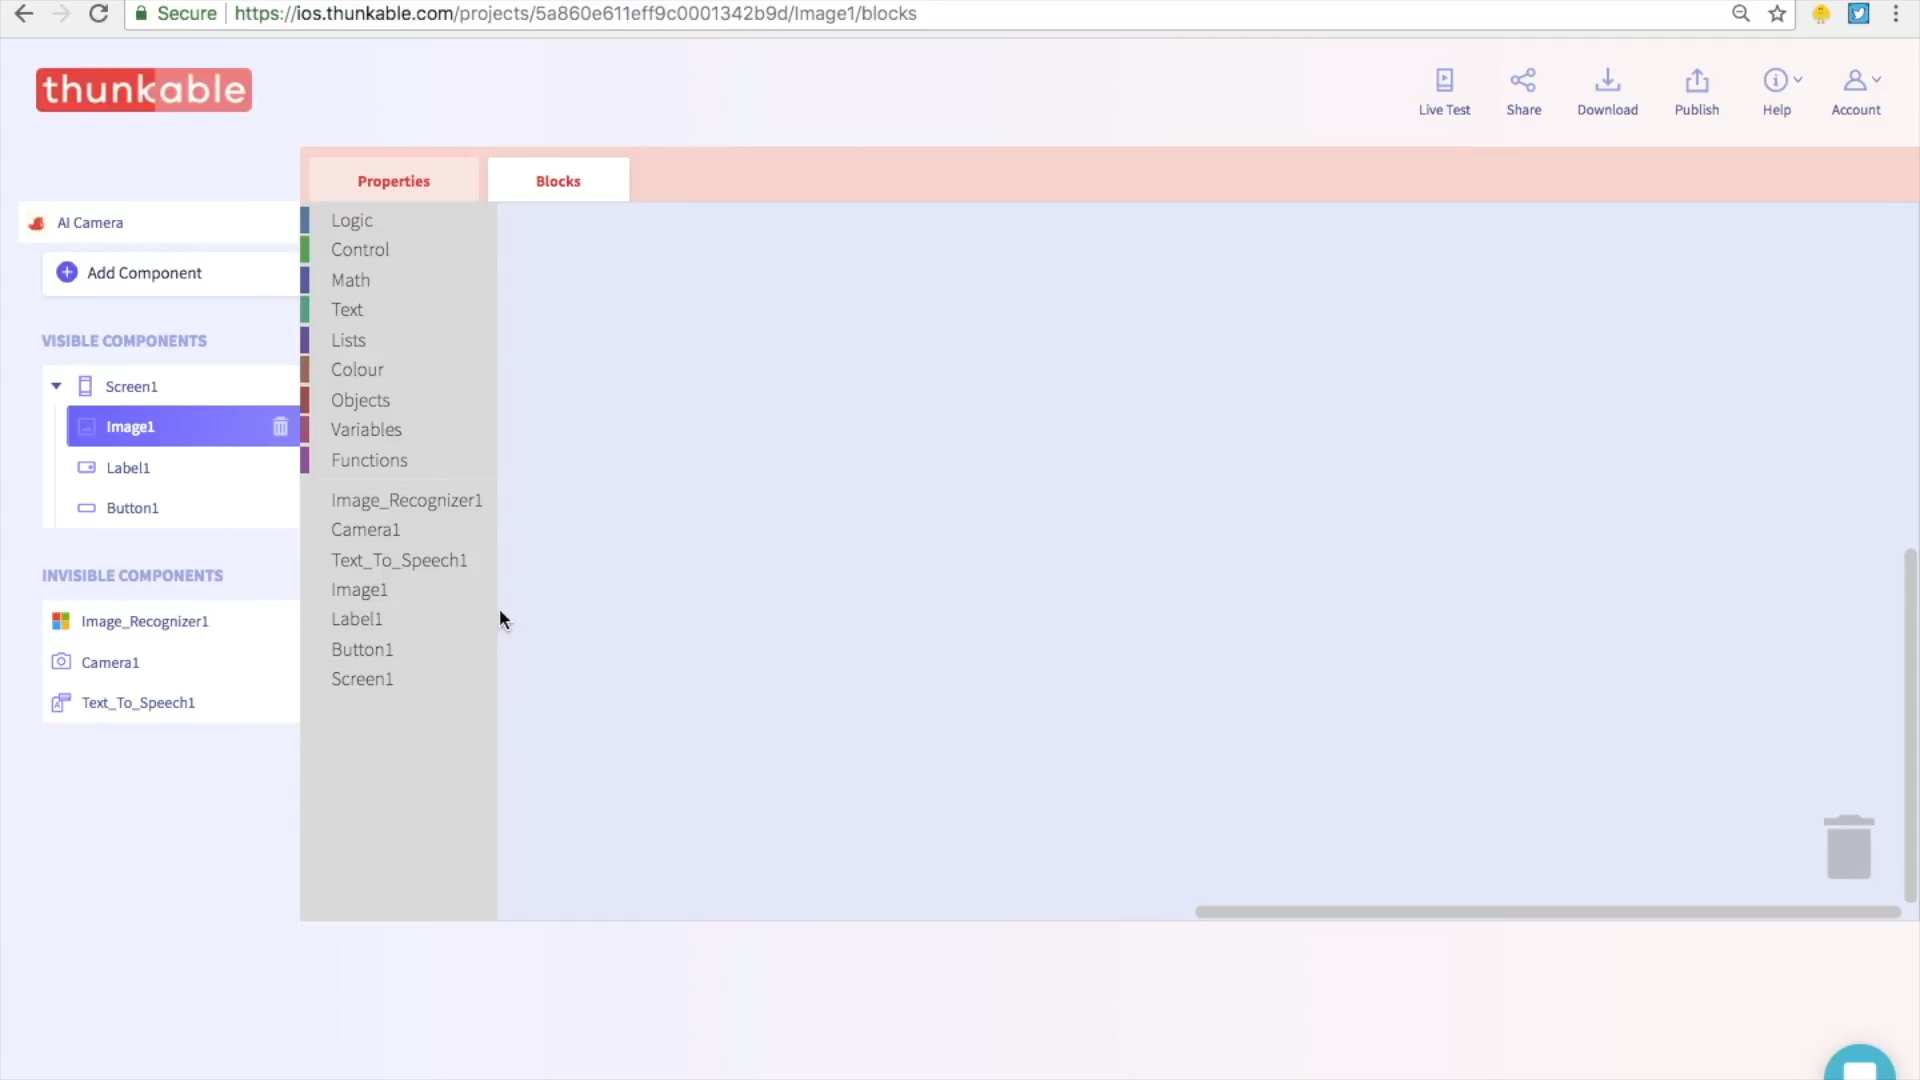 Secure
https://ios.thunkable.com/projects/5a860e611eff9c0001342b9d/Image1/blocks
thunkable
Live Test
Share
Download
Publish
Help
Account
Properties
Blocks
AI Camera
Add Component
VISIBLE COMPONENTS
Screen1
Image1
Label1
Button1
INVISIBLE COMPONENTS
Image_Recognizer1
Camera1
Text_To_Speech1
Logic
Control
Math
Text
Lists
Colour
Objects
Variables
Functions
Image_Recognizer1
Camera1
Text_To_Speech1
Image1
Label1
Button1
Screen1